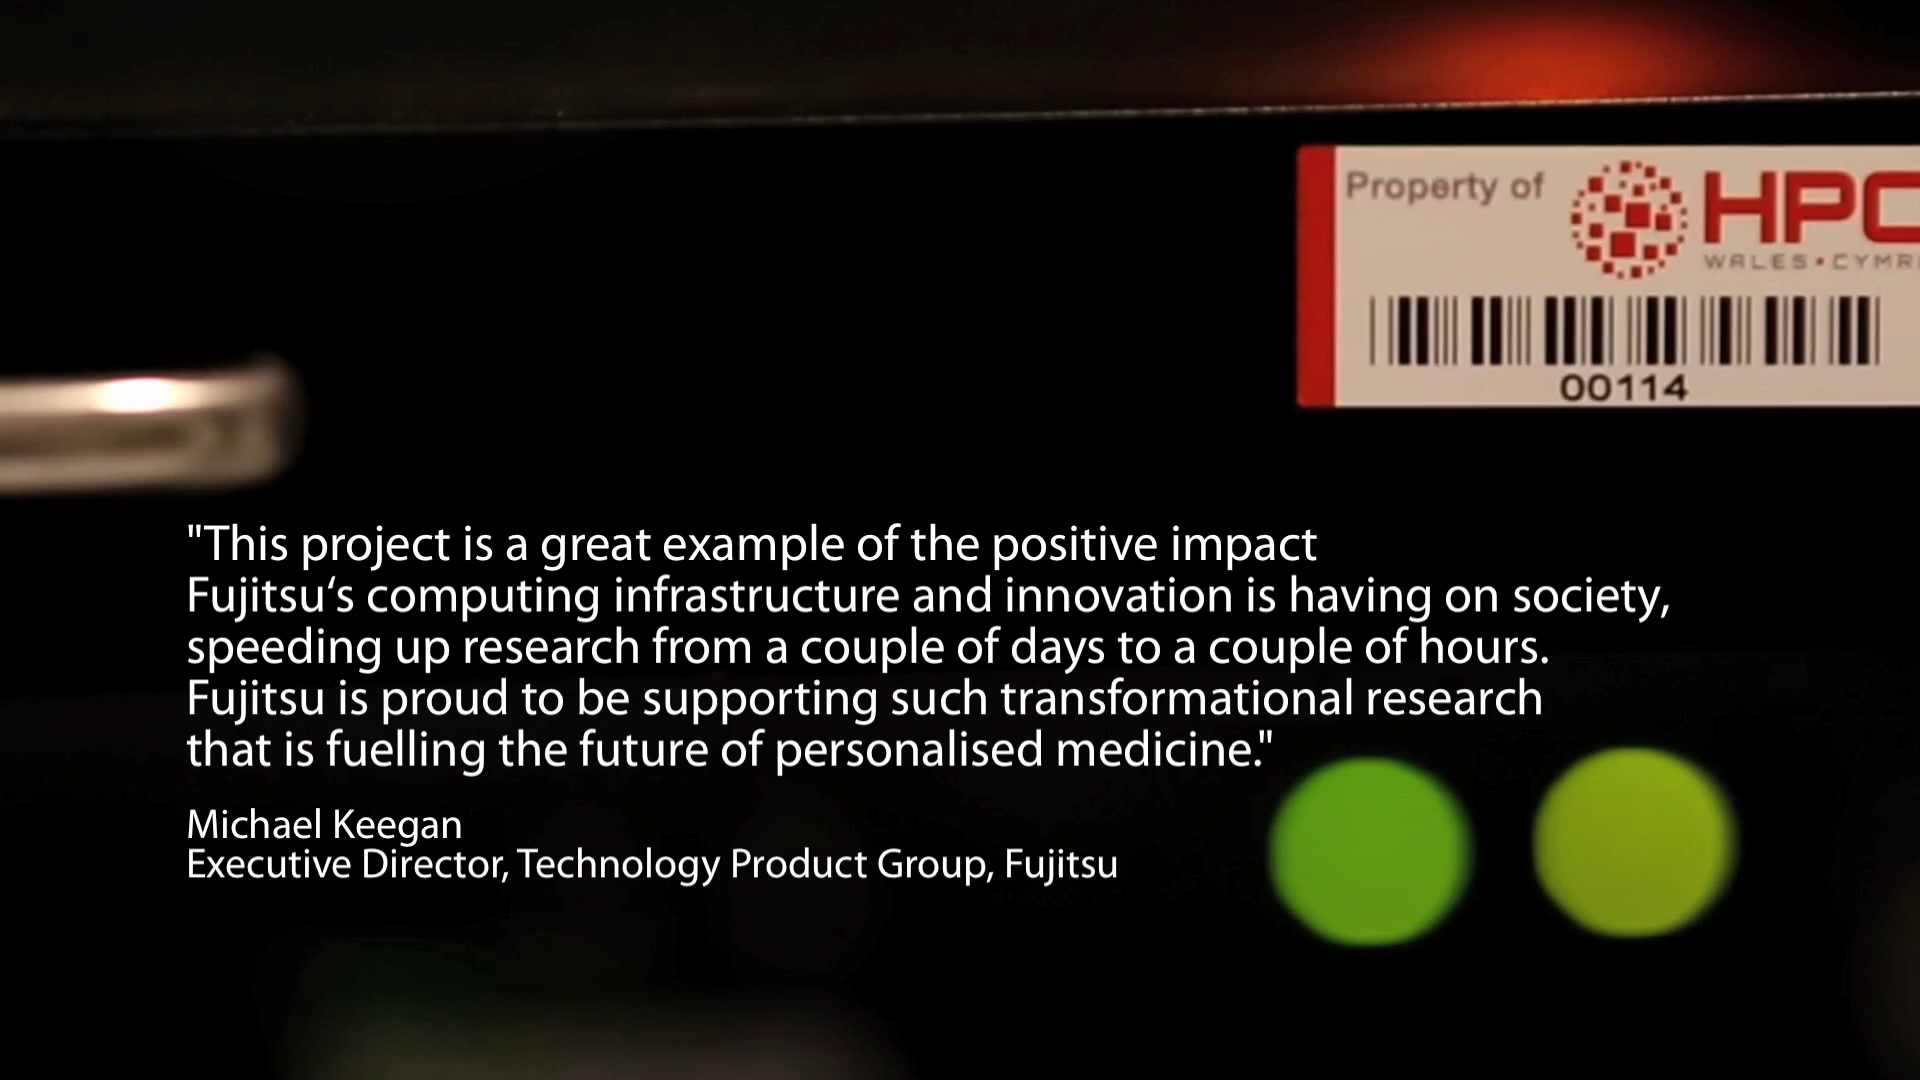 Property of
HPC
WALES • CYMR
00114
"This project is a great example of the positive impact
Fujitsu‘s computing infrastructure and innovation is having on society,
speeding up research from a couple of days to a couple of hours.
Fujitsu is proud to be supporting such transformational research
that is fuelling the future of personalised medicine."
Michael Keegan
Executive Director, Technology Product Group, Fujitsu